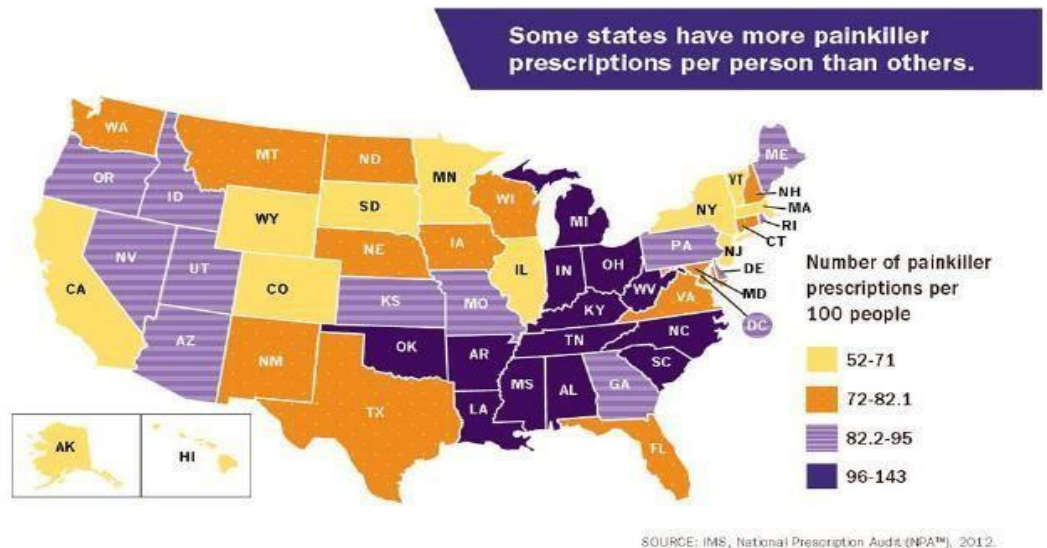 Some states have more painkiller
prescriptions per person than others.
WA
MT
ND
MN
WI
ME
VT
NH
MA
RI
CT
NY
OR
ID
WY
SD
MI
PA
NJ
NV
UT
CO
NE
IA
IL
IN
OH
DE
MD
WV
VA
DC
CA
KS
MO
KY
AZ
NM
OK
AR
TN
NC
SC
TX
LA
MS
AL
GA
FL
AK
HI
Number of painkiller
prescriptions per
100 people
52-71
72-82.1
82.2-95
96-143
SOURCE: IMS, National Prescription Audit (NPA™), 2012.